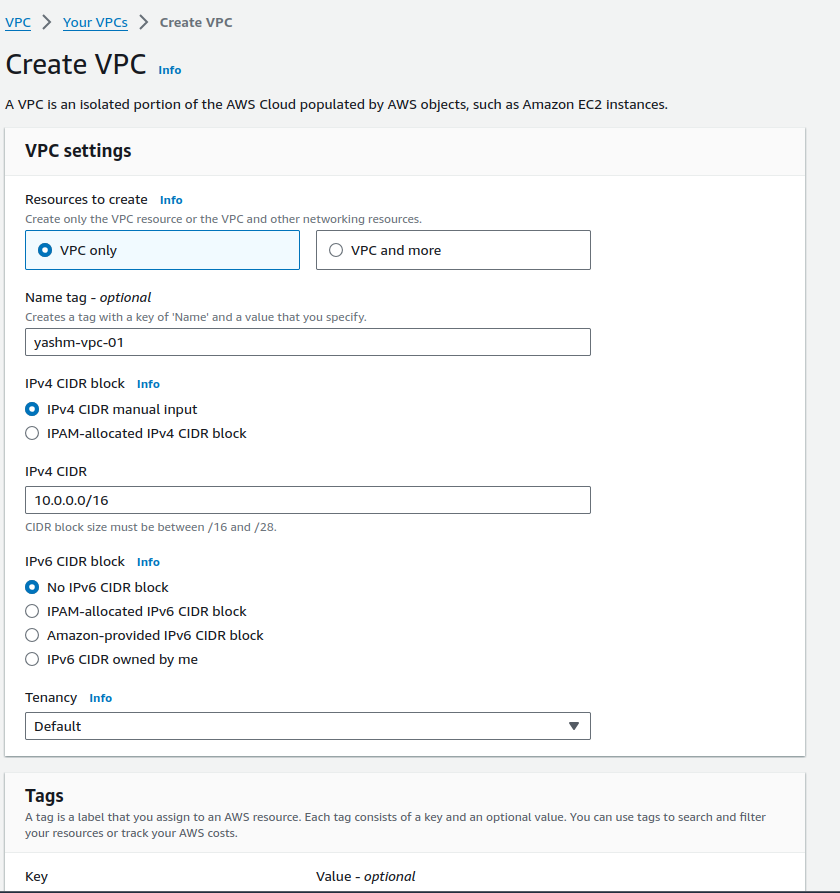 VPC > Your VPCs > Create VPC
Create VPC Info
A VPC is an isolated portion of the AWS Cloud populated by AWS objects, such as Amazon EC2 instances.
VPC settings
Resources to create Info
Create only the VPC resource or the VPC and other networking resources.
VPC only VPC and more
Name tag - optional
Creates a tag with a key of 'Name' and a value that you specify.
yashm-vpc-01
IPv4 CIDR block Info
IPv4 CIDR manual input
IPAM-allocated IPv4 CIDR block
IPv4 CIDR
10.0.0.0/16
CIDR block size must be between /16 and /28.
IPv6 CIDR block Info
No IPv6 CIDR block
IPAM-allocated IPv6 CIDR block
Amazon-provided IPv6 CIDR block
IPv6 CIDR owned by me
Tenancy Info
Default
Tags
A tag is a label that you assign to an AWS resource. Each tag consists of a key and an optional value. You can use tags to search and filter
your resources or track your AWS costs.
Key Value - optional